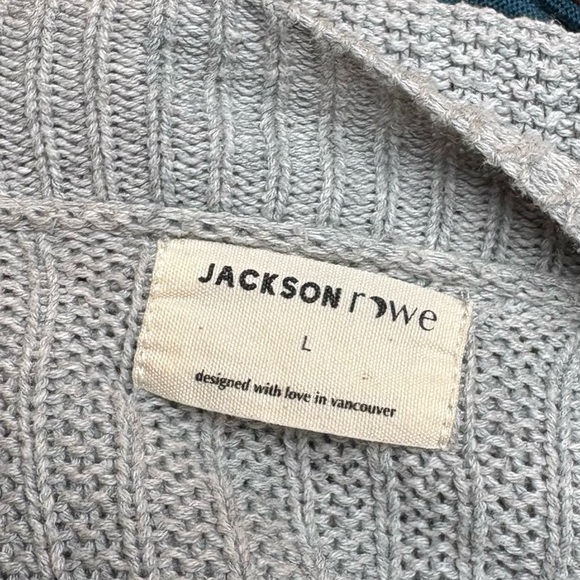 JACKSON rowe
L
designed with love in vancouver